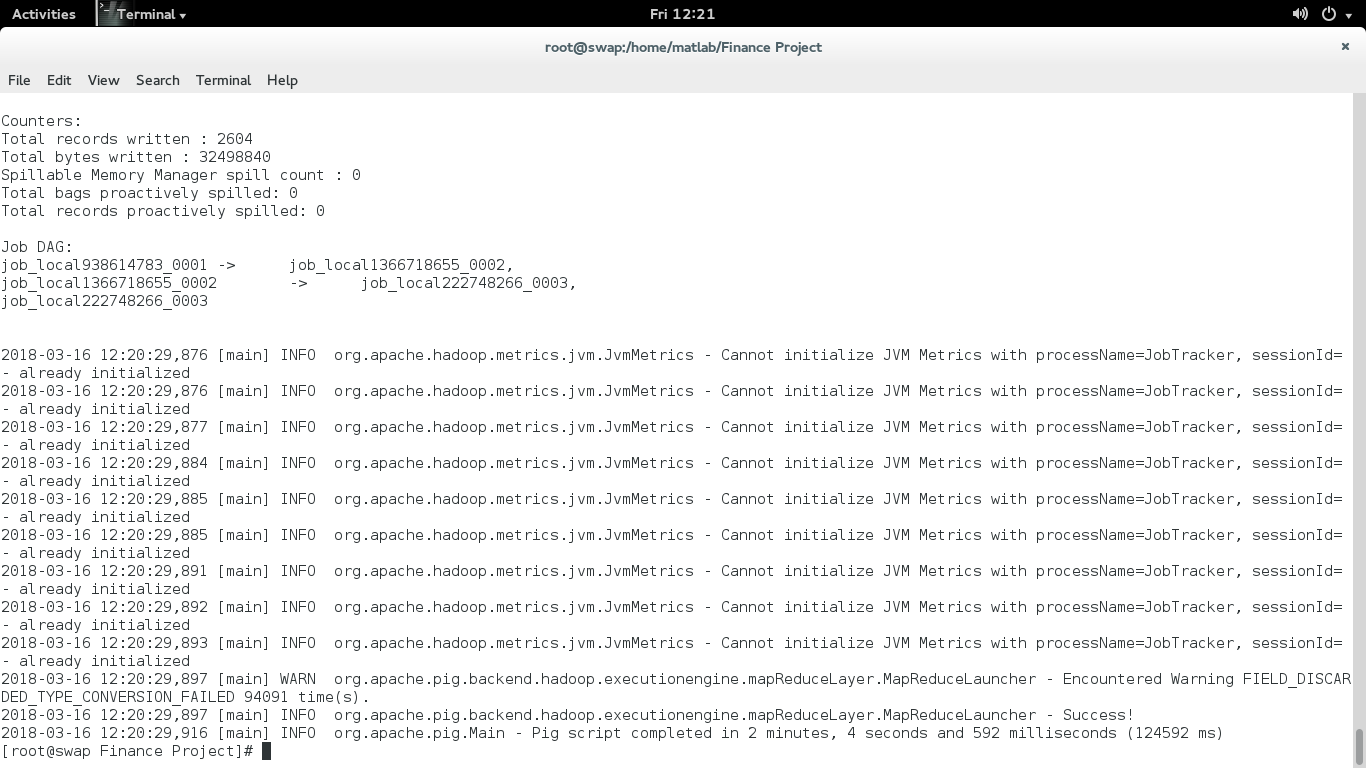 Activities Terminal Fri 12:21
root@swap:/home/matlab/Finance Project
File Edit View Search Terminal Help
Counters:
Total records written : 2604
Total bytes written : 32498840
Spillable Memory Manager spill count : 0
Total bags proactively spilled: 0
Total records proactively spilled: 0
Job DAG:
job_local938614783_0001 -> job_local1366718655_0002,
job_local1366718655_0002 -> job_local222748266_0003,
job_local222748266_0003
2018-03-16 12:20:29,876 [main] INFO org.apache.hadoop.metrics.jvm.JvmMetrics - Cannot initialize JVM Metrics with processName=JobTracker, sessionId=
- already initialized
2018-03-16 12:20:29,876 [main] INFO org.apache.hadoop.metrics.jvm.JvmMetrics - Cannot initialize JVM Metrics with processName=JobTracker, sessionId=
- already initialized
2018-03-16 12:20:29,877 [main] INFO org.apache.hadoop.metrics.jvm.JvmMetrics - Cannot initialize JVM Metrics with processName=JobTracker, sessionId=
- already initialized
2018-03-16 12:20:29,884 [main] INFO org.apache.hadoop.metrics.jvm.JvmMetrics - Cannot initialize JVM Metrics with processName=JobTracker, sessionId=
- already initialized
2018-03-16 12:20:29,885 [main] INFO org.apache.hadoop.metrics.jvm.JvmMetrics - Cannot initialize JVM Metrics with processName=JobTracker, sessionId=
- already initialized
2018-03-16 12:20:29,885 [main] INFO org.apache.hadoop.metrics.jvm.JvmMetrics - Cannot initialize JVM Metrics with processName=JobTracker, sessionId=
- already initialized
2018-03-16 12:20:29,891 [main] INFO org.apache.hadoop.metrics.jvm.JvmMetrics - Cannot initialize JVM Metrics with processName=JobTracker, sessionId=
- already initialized
2018-03-16 12:20:29,892 [main] INFO org.apache.hadoop.metrics.jvm.JvmMetrics - Cannot initialize JVM Metrics with processName=JobTracker, sessionId=
- already initialized
2018-03-16 12:20:29,893 [main] INFO org.apache.hadoop.metrics.jvm.JvmMetrics - Cannot initialize JVM Metrics with processName=JobTracker, sessionId=
- already initialized
2018-03-16 12:20:29,897 [main] WARN org.apache.pig.backend.hadoop.executionengine.mapReduceLayer.MapReduceLauncher - Encountered Warning FIELD_DISCAR
DED_TYPE_CONVERSION_FAILED 94091 time(s).
2018-03-16 12:20:29,897 [main] INFO org.apache.pig.backend.hadoop.executionengine.mapReduceLayer.MapReduceLauncher - Success!
2018-03-16 12:20:29,916 [main] INFO org.apache.pig.Main - Pig script completed in 2 minutes, 4 seconds and 592 milliseconds (124592 ms)
[root@swap Finance Project]#